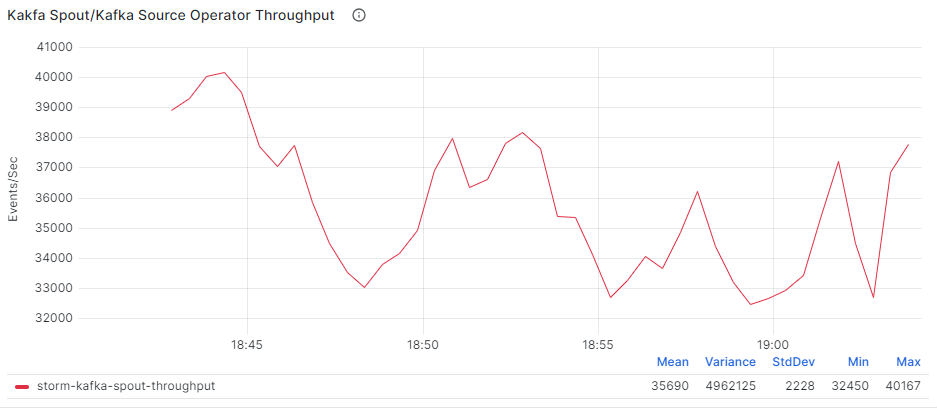 Kakfa Spout/Kafka Source Operator Throughput
Events/Sec
41000
40000
39000
38000
37000
36000
35000
34000
33000
32000
18:45 18:50 18:55 19:00
Mean Variance StdDev Min Max
storm-kafka-spout-throughput 35690 4962125 2228 32450 40167